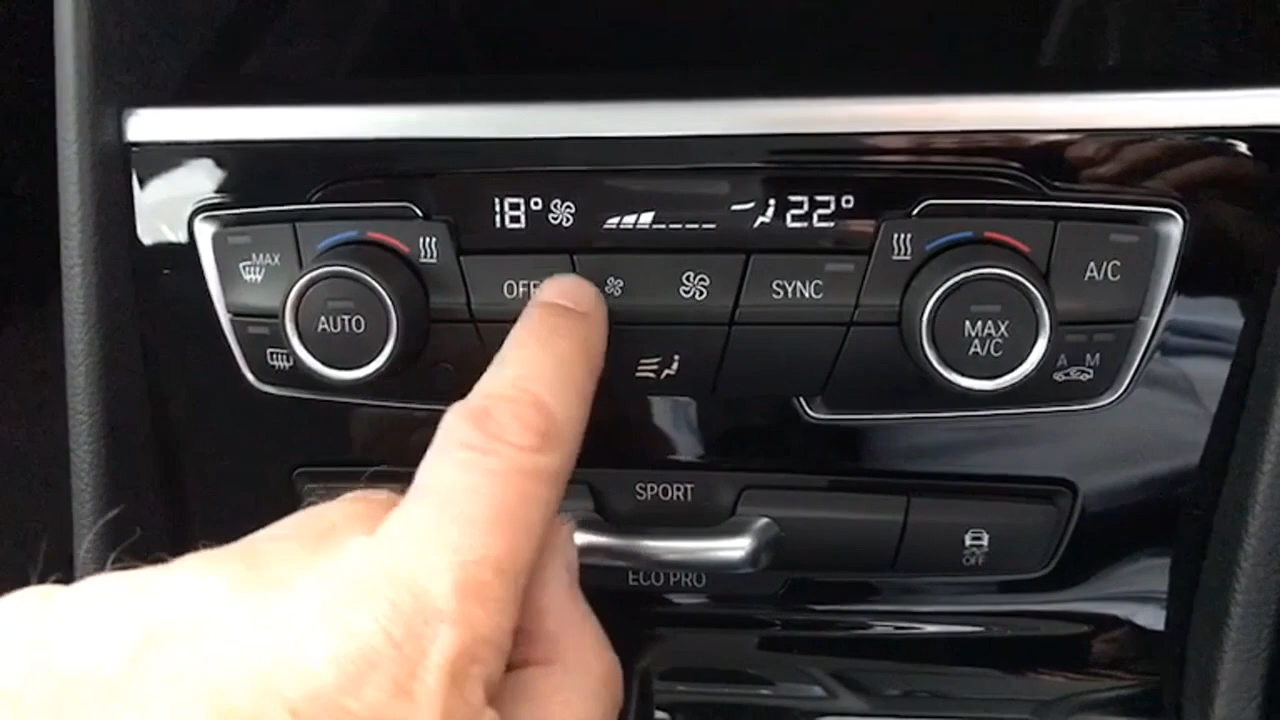 18° 22°
MAX
OFF SYNC A/C
AUTO
MAX
A/C
A M
SPORT
OFF
ECO PRO